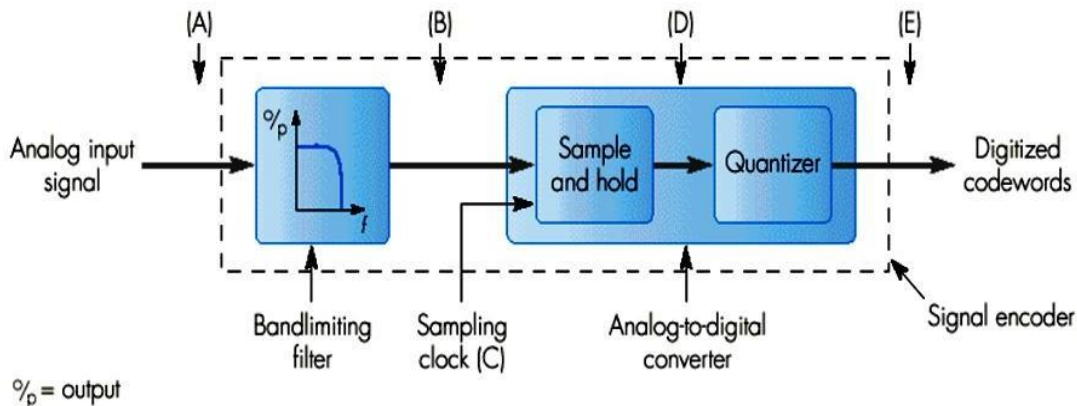 (A)
(B)
(D)
(E)
Analog input
signal
%p
f
Sample
and hold
Quantizer
Digitized
codewords
Bandlimiting
filter
Sampling
clock (C)
Analog-to-digital
converter
Signal encoder
%p = output